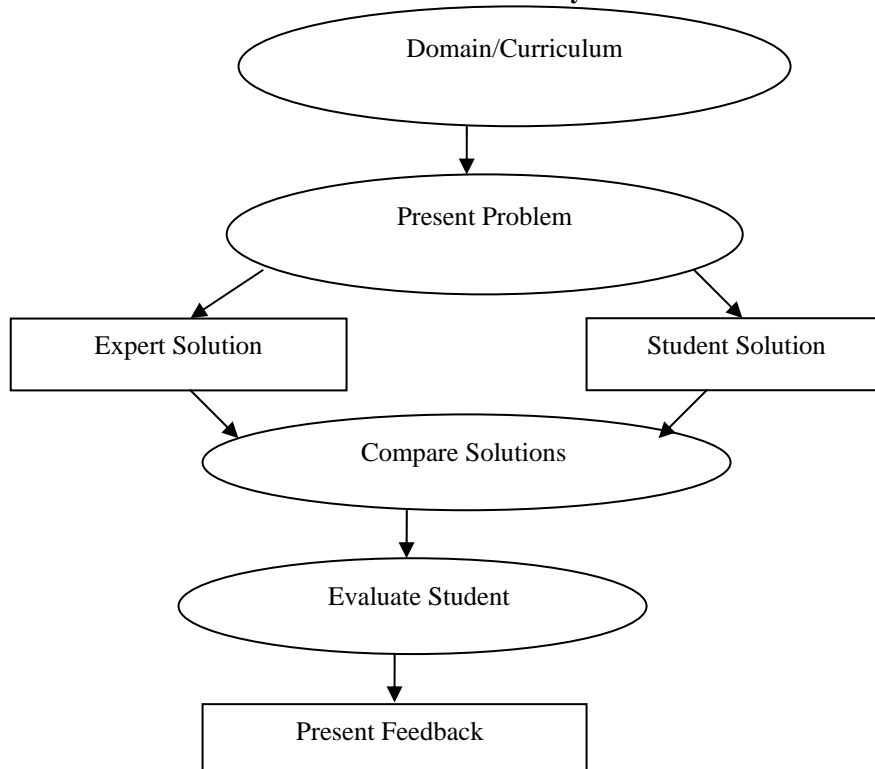 Domain/Curriculum
Present Problem
Expert Solution
Student Solution
Compare Solutions
Evaluate Student
Present Feedback